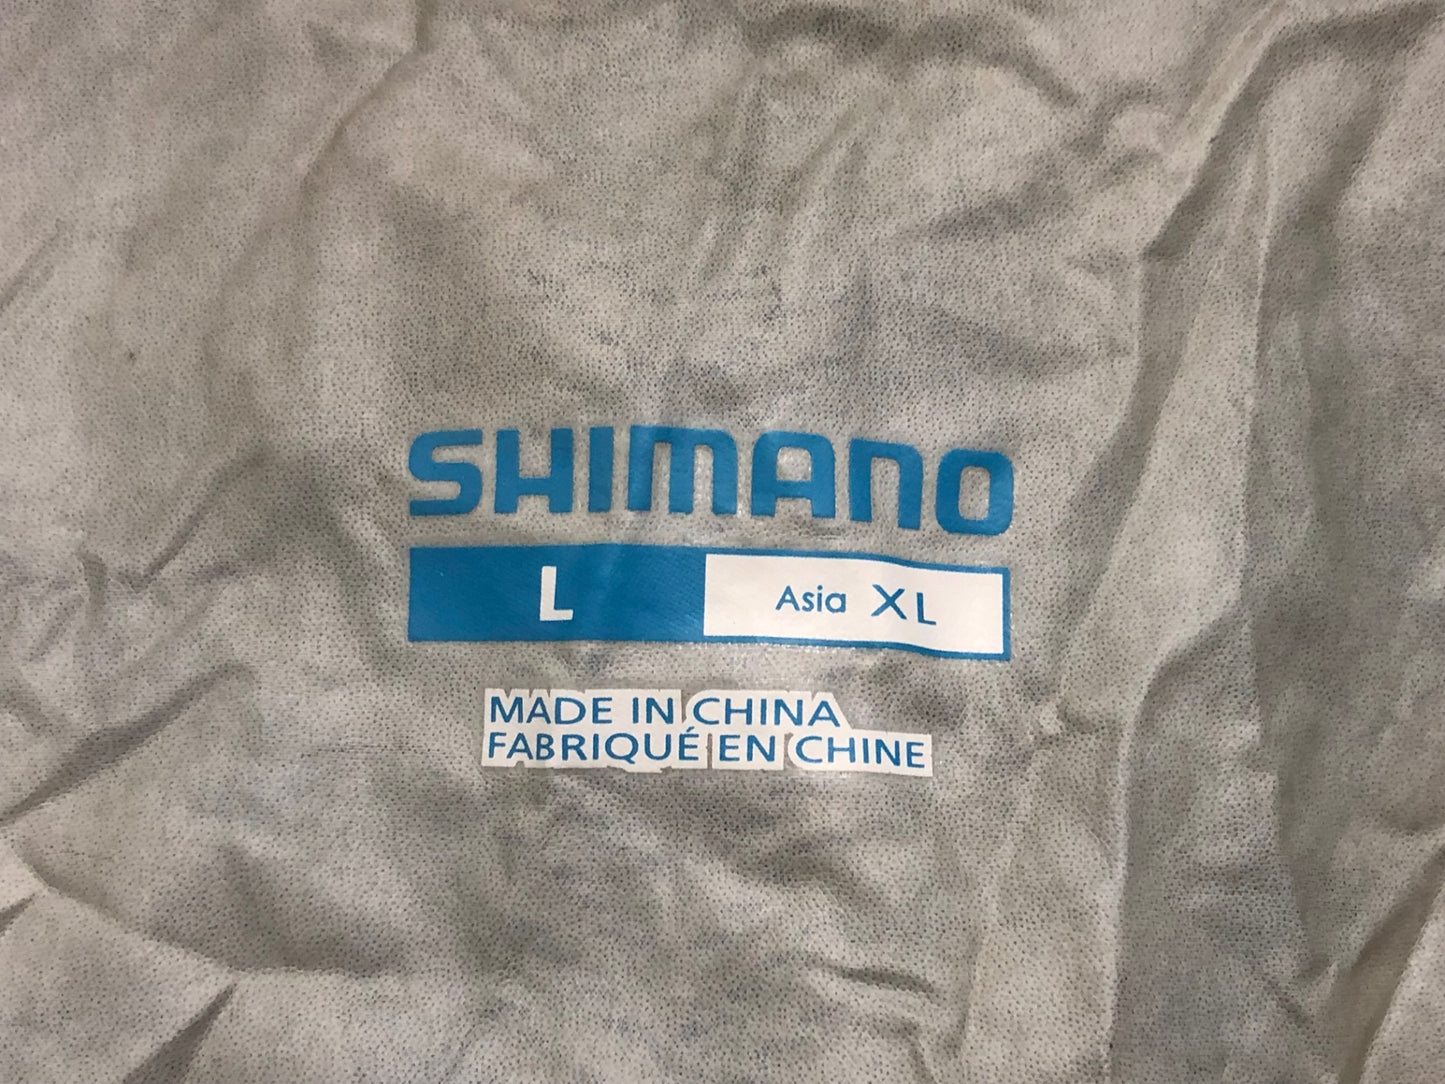 SHIMANO
L Asia XL
MADE IN CHINA
FABRIQUÉ EN CHINE